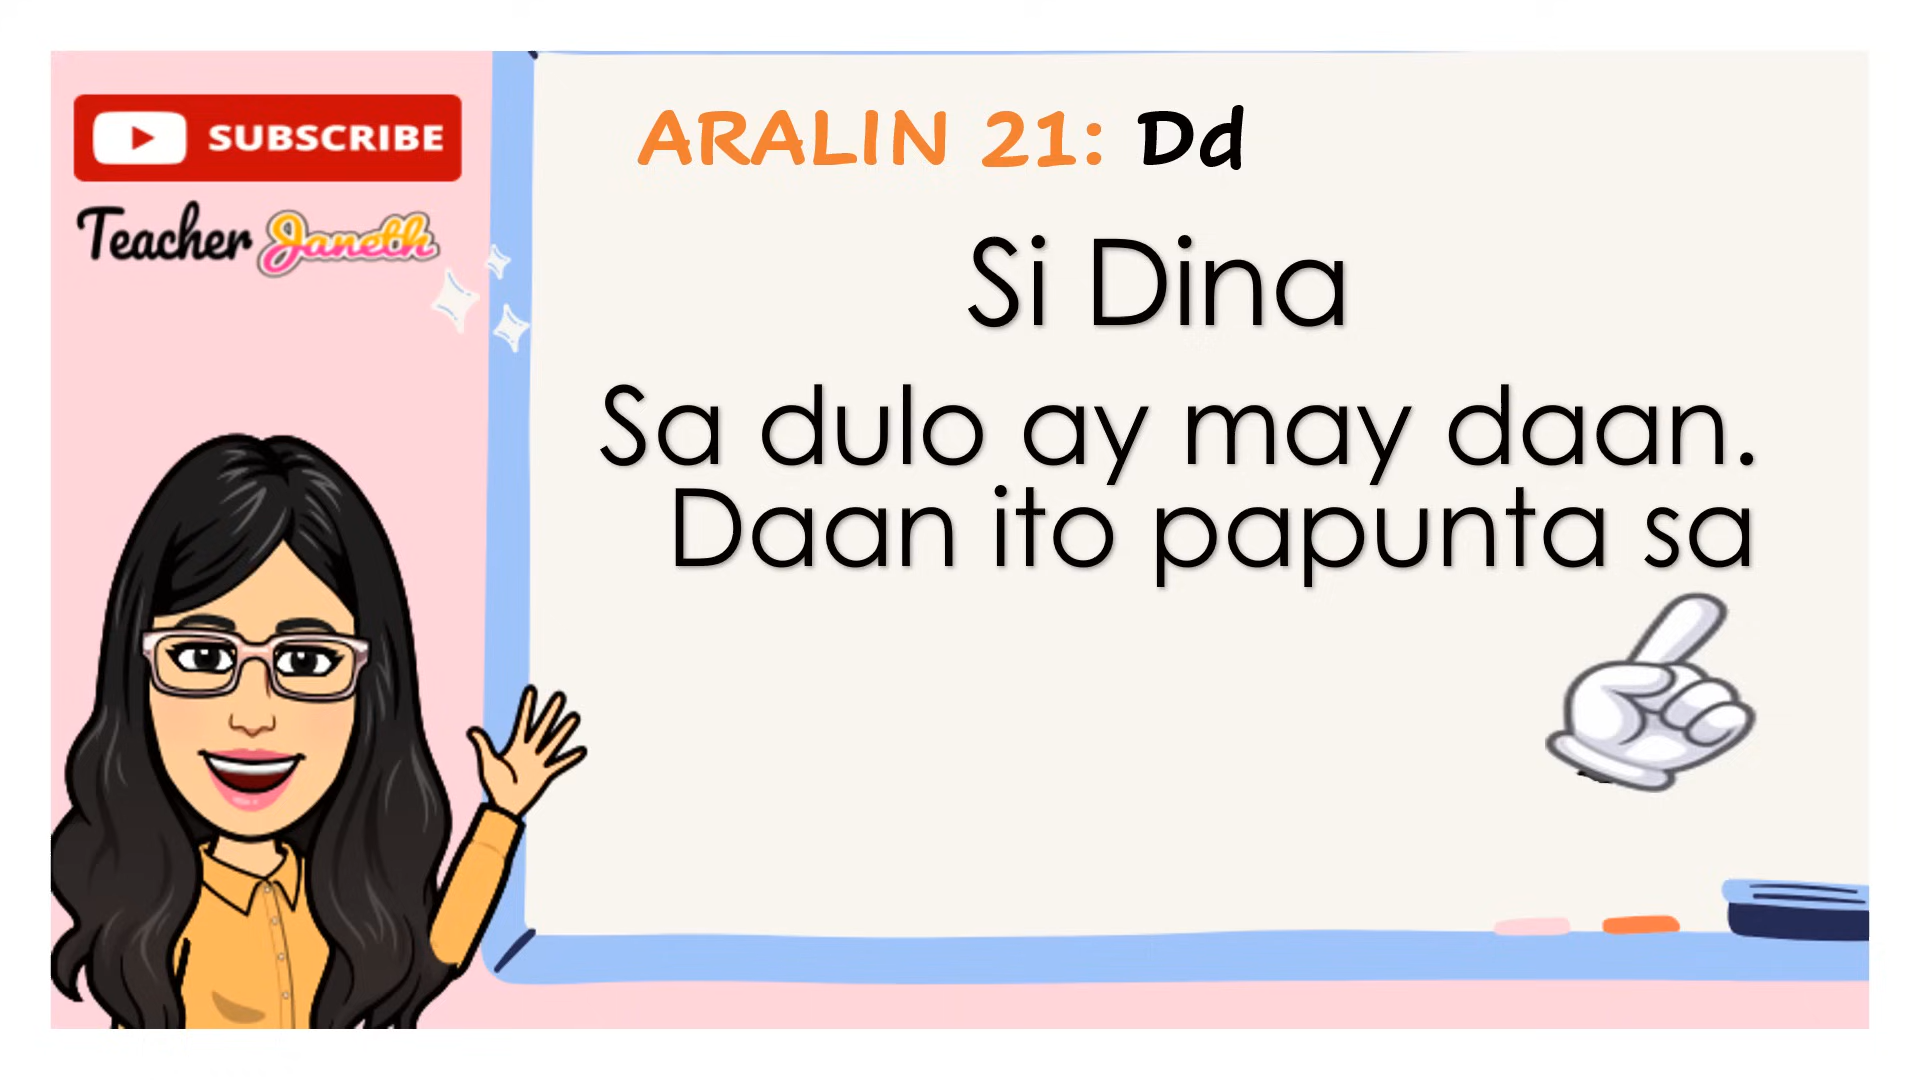 SUBSCRIBE
Teacher Janeth
ARALIN 21: Dd
Si Dina
Sa dulo ay may daan.
Daan ito papunta sa